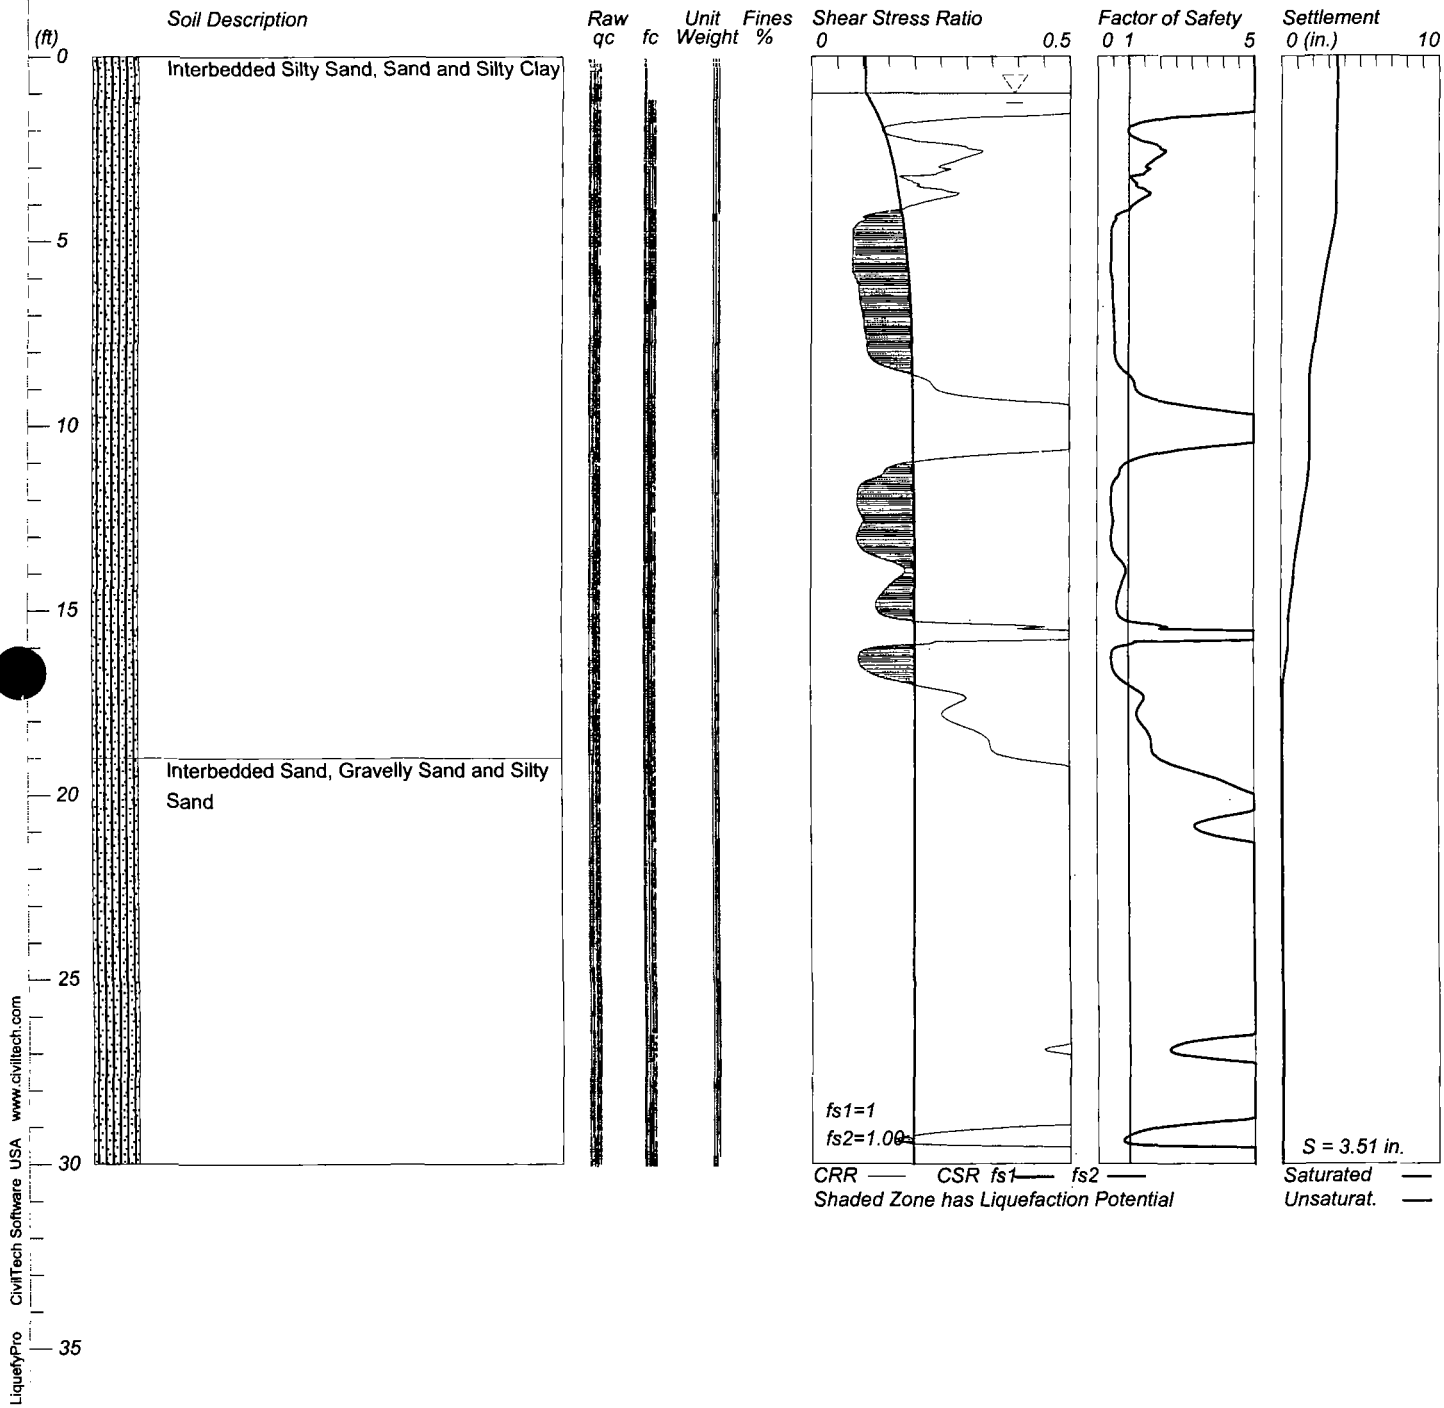 Soil Description
Raw Unit Fines Shear Stress Ratio Factor of Safety Settlement
(ft) qc fc Weight % 0 0.5 0 1 5 0 (in.) 10
0
Interbedded Silty Sand, Sand and Silty Clay
5
10
15
Interbedded Sand, Gravelly Sand and Silty
Sand
20
25
fs1=1
fs2=1.00
S = 3.51 in.
30
CRR CSR fs1 fs2 Saturated
Shaded Zone has Liquefaction Potential Unsaturat.
35
LiquefyPro CivilTech Software USA www.civiltech.com